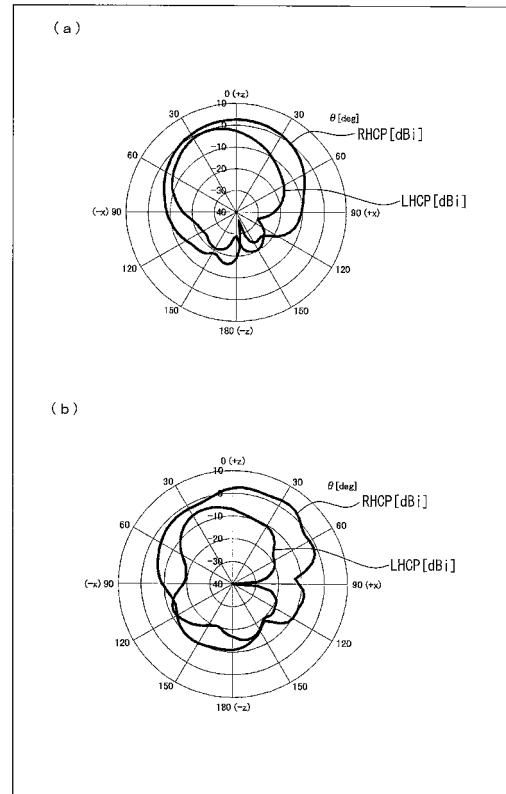 (a)
0 (+z)
10
30
30
θ [deg]
RHCP[dBi]
0
-10
60
60
-20
-30
LHCP[dBi]
(-x) 90
40
90 (+x)
120
120
150
150
180 (-z)
(b)
0 (+z)
10
30
30
θ [deg]
RHCP[dBi]
0
60
60
-10
-20
LHCP[dBi]
-30
(-x) 90
40
90 (+x)
120
120
150
150
180 (-z)